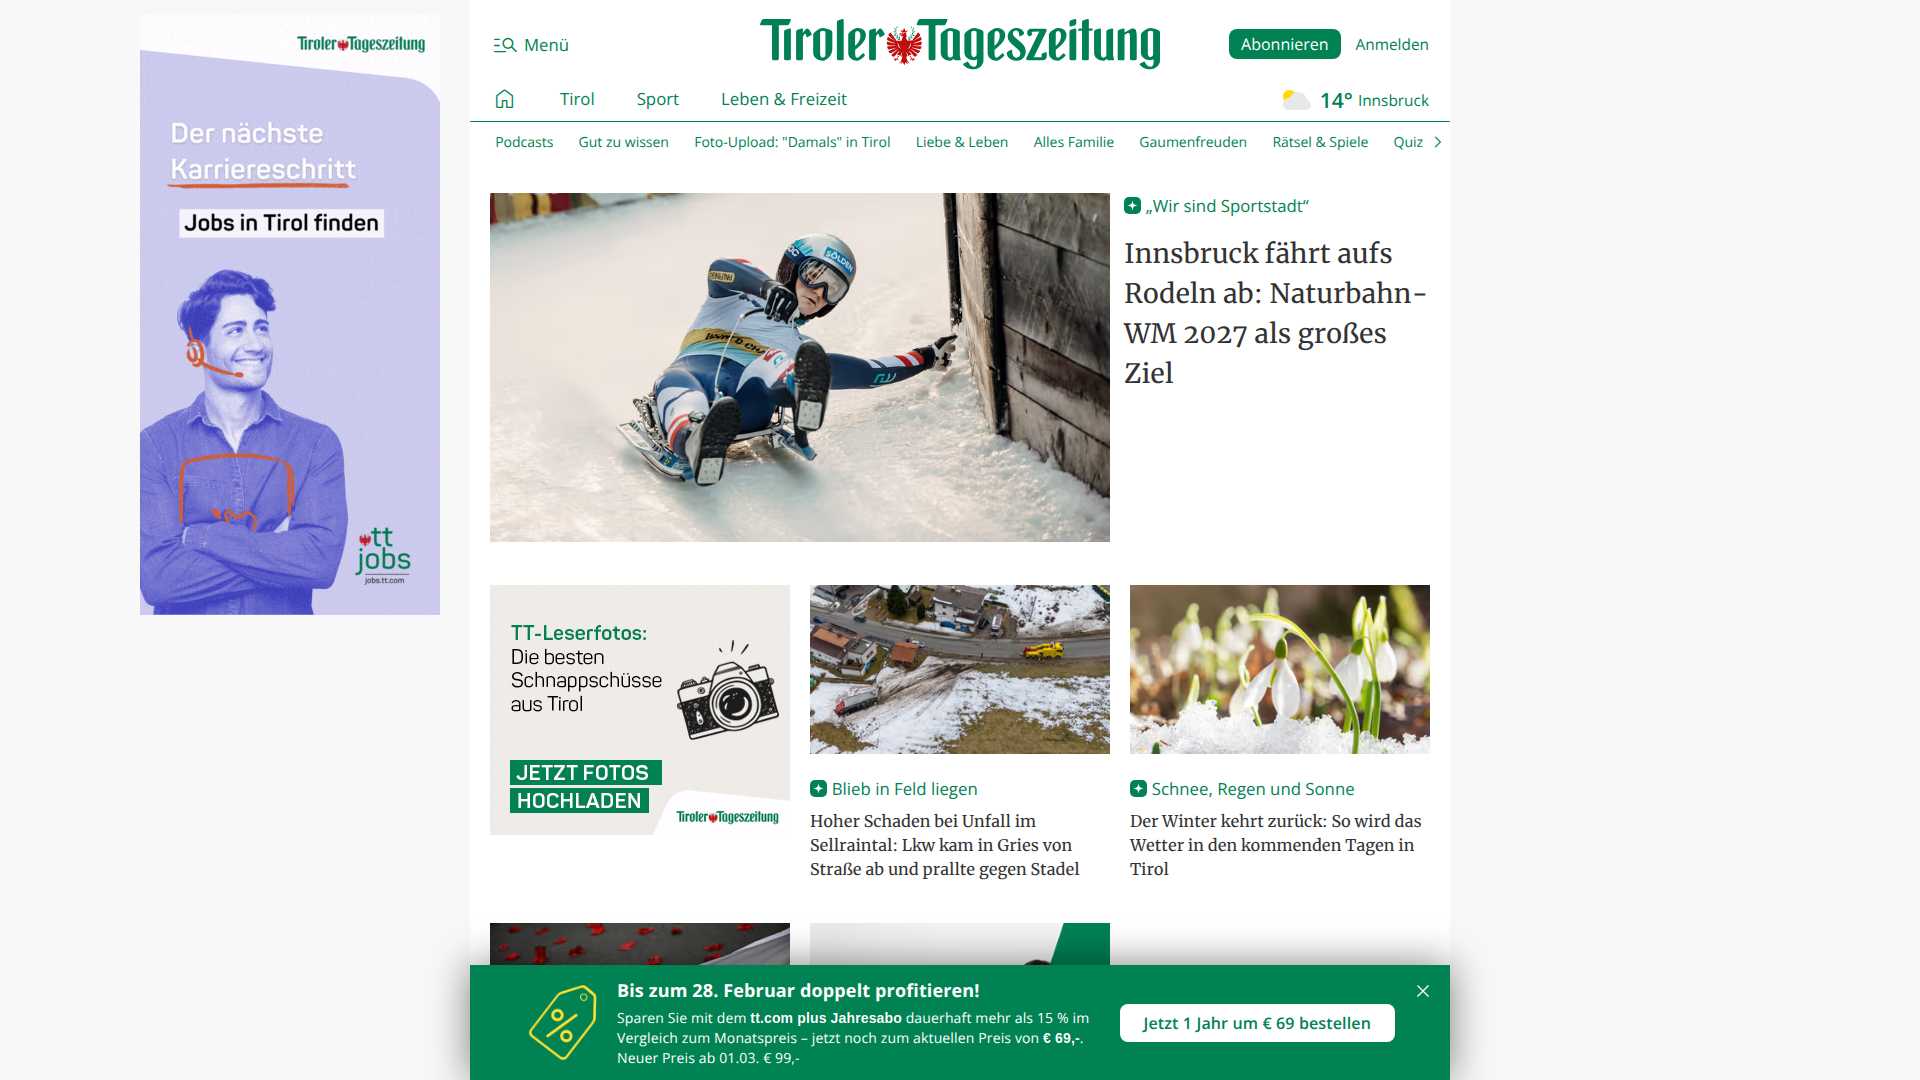 Tiroler Tageszeitung
Der nächste
Karriereschritt
Jobs in Tirol finden
tt
jobs
jobs.tt.com
Menü
Tiroler Tageszeitung
Abonnieren
Anmelden
Tirol
Sport
Leben & Freizeit
14° Innsbruck
Podcasts
Gut zu wissen
Foto-Upload: "Damals" in Tirol
Liebe & Leben
Alles Familie
Gaumenfreuden
Rätsel & Spiele
Quiz
SÖLDEN
„Wir sind Sportstadt“
Innsbruck fährt aufs
Rodeln ab: Naturbahn-
WM 2027 als großes
Ziel
TT-Leserfotos:
Die besten
Schnappschüsse
aus Tirol
JETZT FOTOS
HOCHLADEN
Tiroler Tageszeitung
Blieb in Feld liegen
Hoher Schaden bei Unfall im
Sellraintal: Lkw kam in Gries von
Straße ab und prallte gegen Stadel
Schnee, Regen und Sonne
Der Winter kehrt zurück: So wird das
Wetter in den kommenden Tagen in
Tirol
Bis zum 28. Februar doppelt profitieren!
Sparen Sie mit dem tt.com plus Jahresabo dauerhaft mehr als 15 % im
Vergleich zum Monatspreis – jetzt noch zum aktuellen Preis von € 69,-.
Neuer Preis ab 01.03. € 99,-
Jetzt 1 Jahr um € 69 bestellen